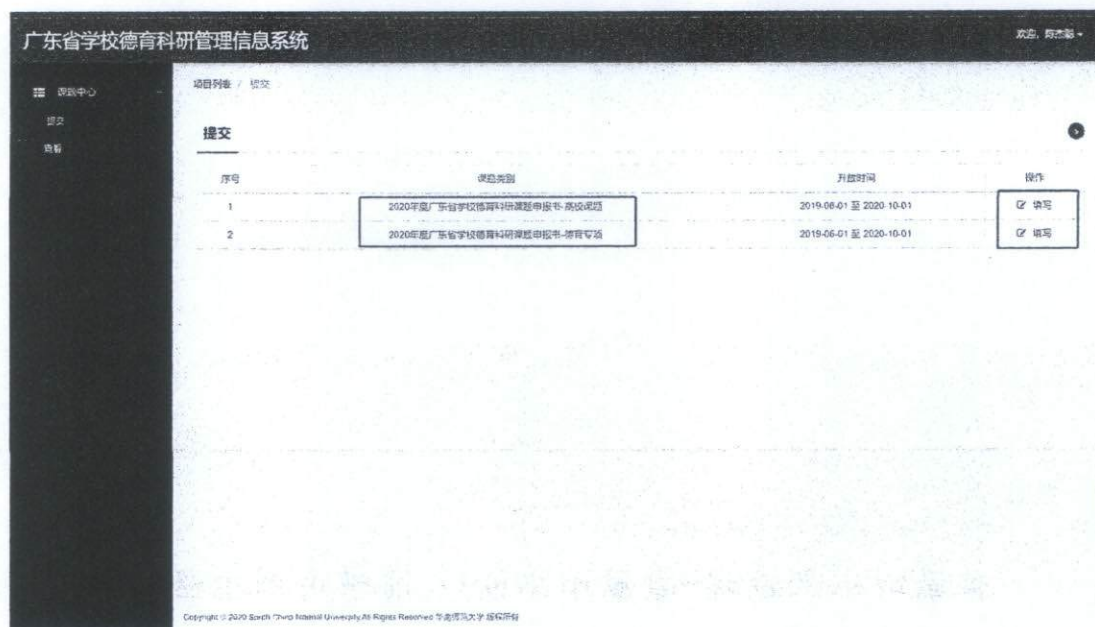 广东省学校德育科研管理信息系统
欢迎,
课题中心
提交
查看
项目列表 / 提交
提交
序号 课题类别 开放时间 操作
1 2020年度广东省学校德育科研课题申报书-高校课题 2019-06-01 至 2020-10-01 填写
2 2020年度广东省学校德育科研课题申报书-体育专项 2019-06-01 至 2020-10-01 填写
Copyright © 2020 South China Normal University All Rights Reserved 华南师范大学 版权所有